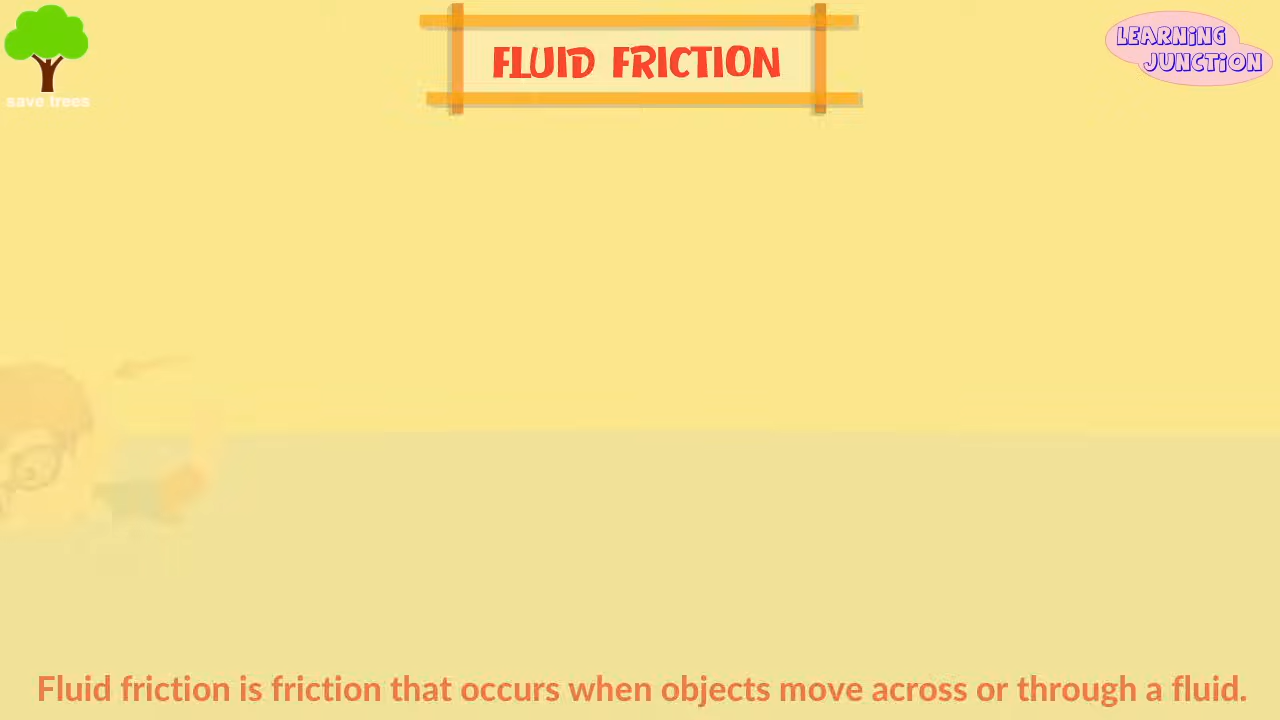 FLUID FRICTION
LEARNING
JUNCTION
save trees
Fluid friction is friction that occurs when objects move across or through a fluid.